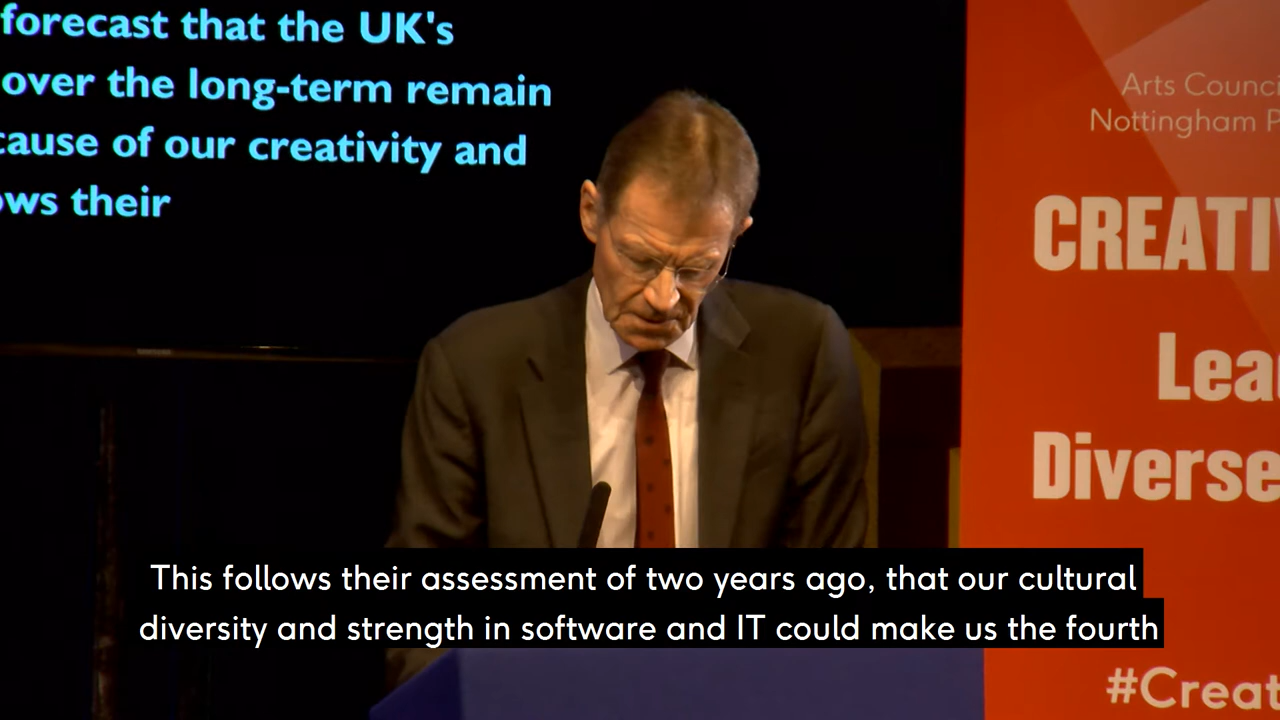 forecast that the UK's
over the long-term remain
cause of our creativity and
ows their
Arts Counci
Nottingham P
CREATIV
Lea
Diverse
#Creat
This follows their assessment of two years ago, that our cultural
diversity and strength in software and IT could make us the fourth